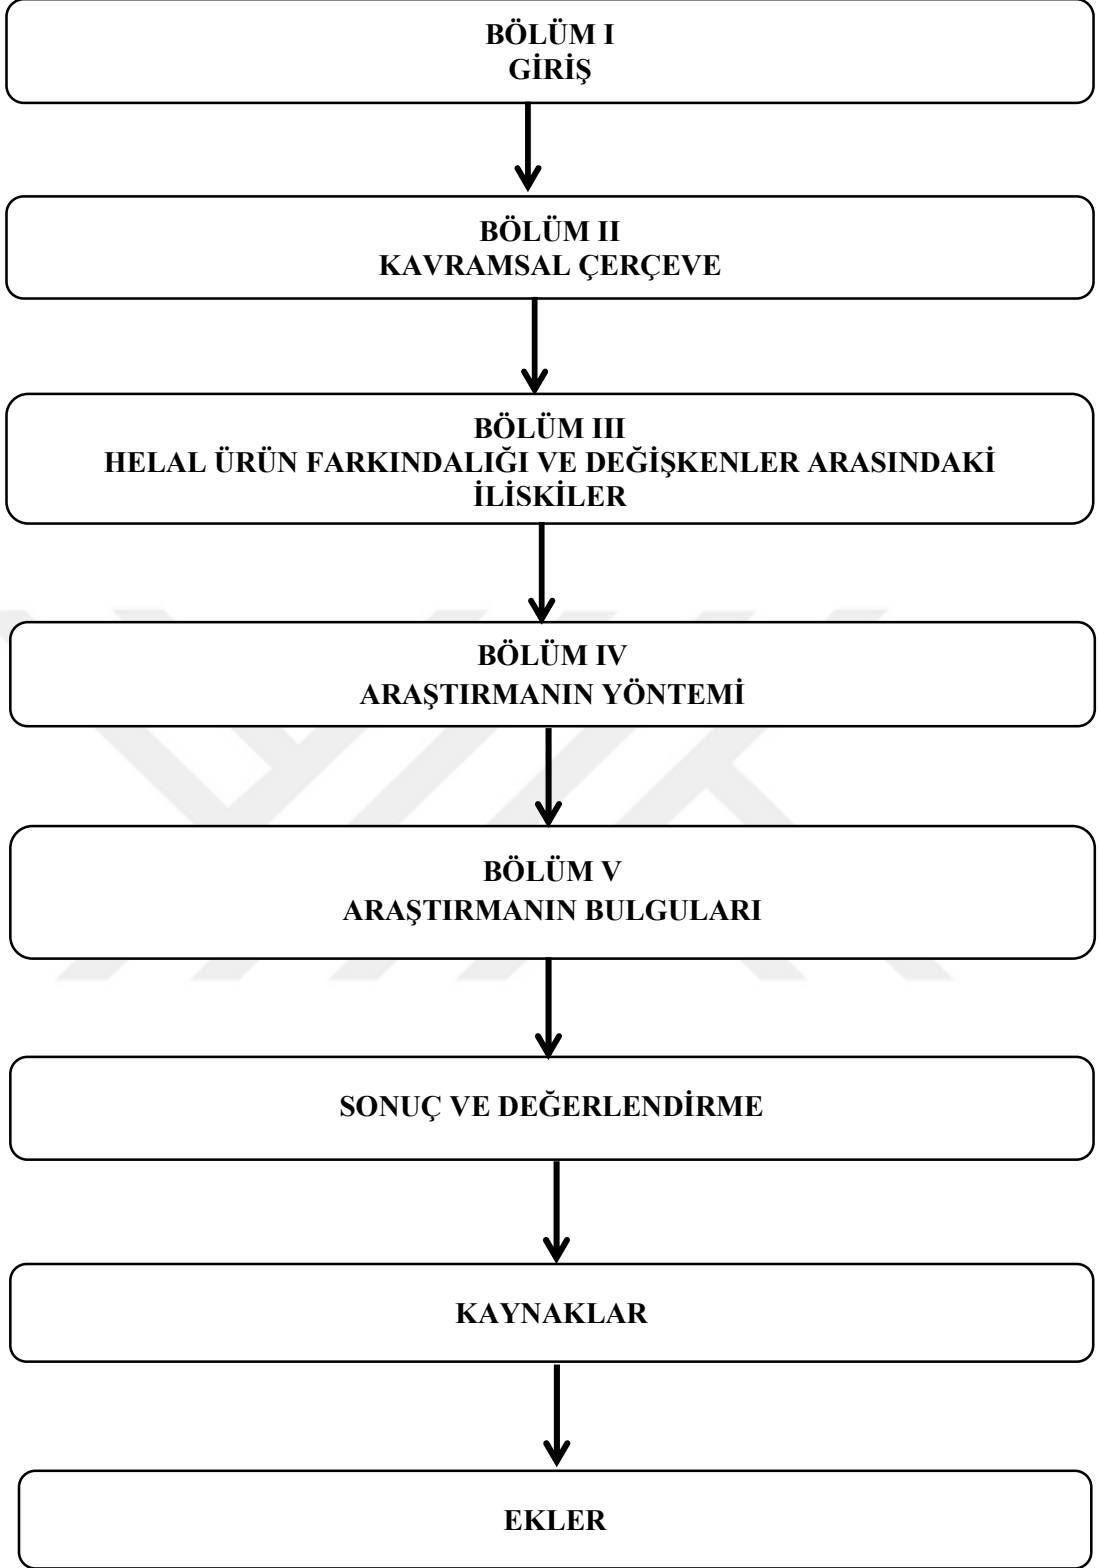 BÖLÜM I
GİRİŞ
BÖLÜM II
KAVRAMSAL ÇERÇEVE
BÖLÜM III
HELAL ÜRÜN FARKINDALIĞI VE DEĞİŞKENLER ARASINDAKİ
İLİSKİLER
BÖLÜM IV
ARAŞTIRMANIN YÖNTEMİ
BÖLÜM V
ARAŞTIRMANIN BULGULARI
SONUÇ VE DEĞERLENDİRME
KAYNAKLAR
EKLER